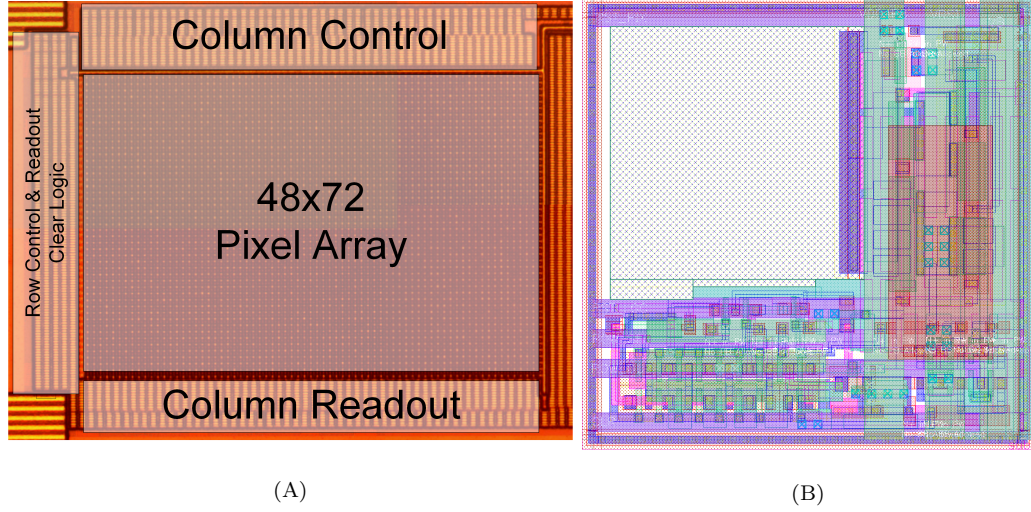 Column Control
Row Control & Readout
Clear Logic
48x72
Pixel Array
Column Readout
(A)
(B)